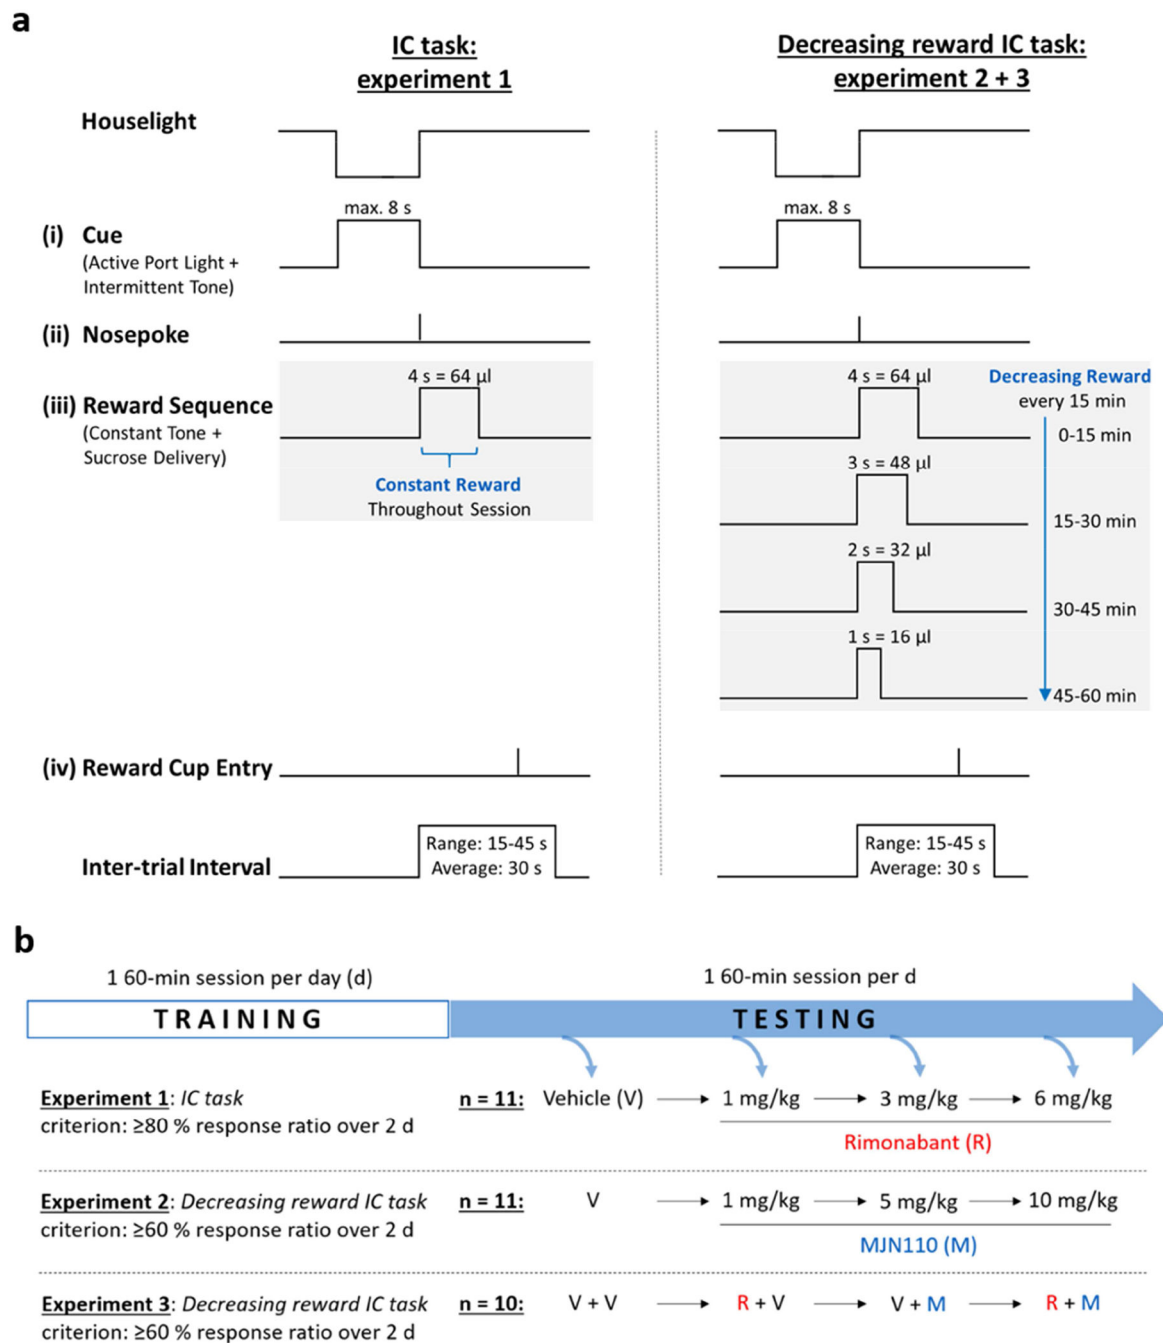 a
IC task:
experiment 1
Decreasing reward IC task:
experiment 2 + 3
Houselight
max. 8 s
max. 8 s
(i) Cue
(Active Port Light +
Intermittent Tone)
(ii) Nosepoke
(iii) Reward Sequence
(Constant Tone +
Sucrose Delivery)
4 s = 64 µl
Constant Reward
Throughout Session
4 s = 64 µl
Decreasing Reward
every 15 min
0-15 min
3 s = 48 µl
15-30 min
2 s = 32 µl
30-45 min
1 s = 16 µl
45-60 min
(iv) Reward Cup Entry
Inter-trial Interval
Range: 15-45 s
Average: 30 s
Range: 15-45 s
Average: 30 s
b
1 60-min session per day (d)
1 60-min session per d
TRAINING
TESTING
Experiment 1: IC task
criterion: ≥80 % response ratio over 2 d
n = 11: Vehicle (V) 1 mg/kg 3 mg/kg 6 mg/kg
Rimonabant (R)
Experiment 2: Decreasing reward IC task
criterion: ≥60 % response ratio over 2 d
n = 11: V 1 mg/kg 5 mg/kg 10 mg/kg
MJN110 (M)
Experiment 3: Decreasing reward IC task
criterion: ≥60 % response ratio over 2 d
n = 10: V + V R + V V + M R + M